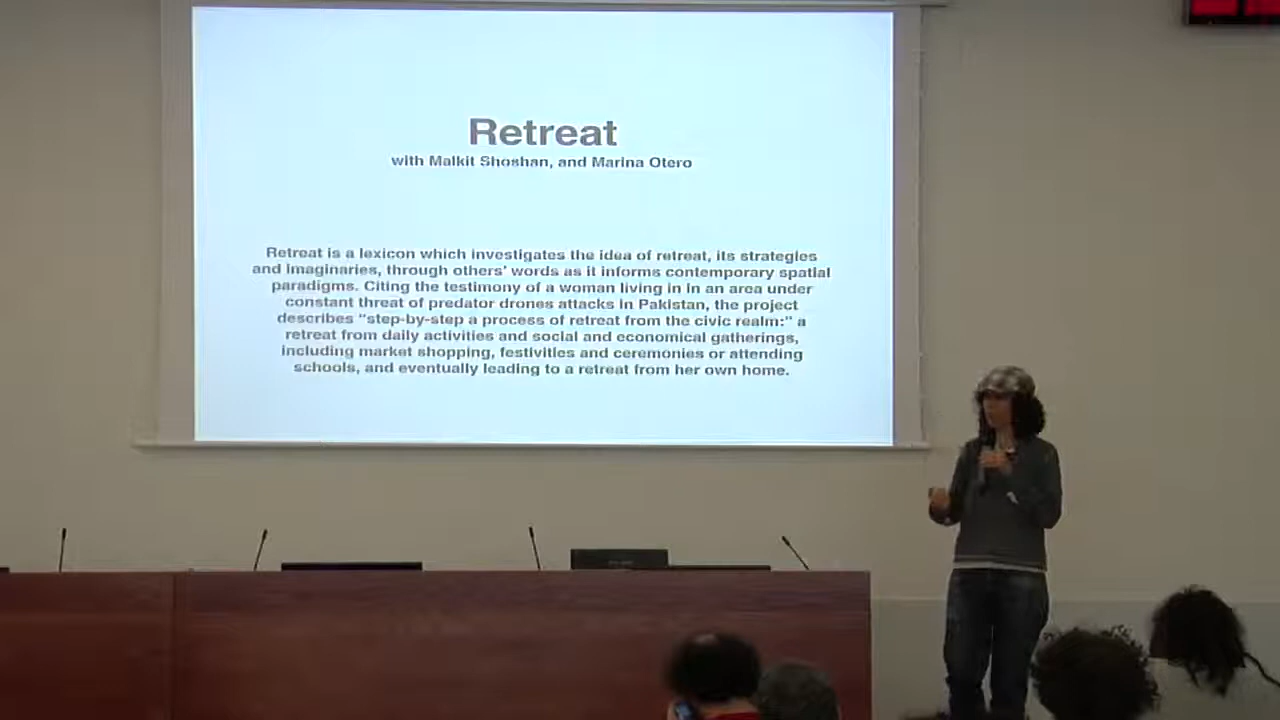 Retreat
with Malkit Shoshan, and Marina Otero
Retreat is a lexicon which investigates the idea of retreat, its strategies
and imaginaries, through others' words as it informs contemporary spatial
paradigms. Citing the testimony of a woman living in in an area under
constant threat of predator drones attacks in Pakistan, the project
describes "step-by-step a process of retreat from the civic realm:" a
retreat from daily activities and social and economical gatherings,
including market shopping, festivities and ceremonies or attending
schools, and eventually leading to a retreat from her own home.